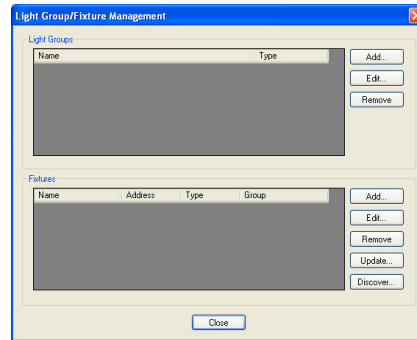 Light Group/Fixture Management
Light Groups
Name Type
Add...
Edit...
Remove
Fixtures
Name Address Type Group
Add...
Edit...
Remove
Update...
Discover...
Close